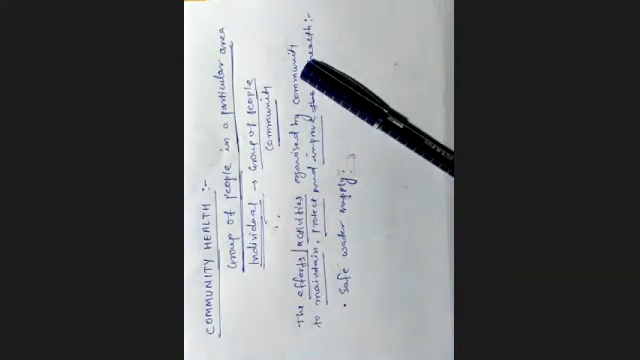 COMMUNITY HEALTH :-
Group of people in a particular area
Individual → Group of people
community
The efforts/activities organised by community
to maintain, protect and improve the health:-
• Safe water supply: